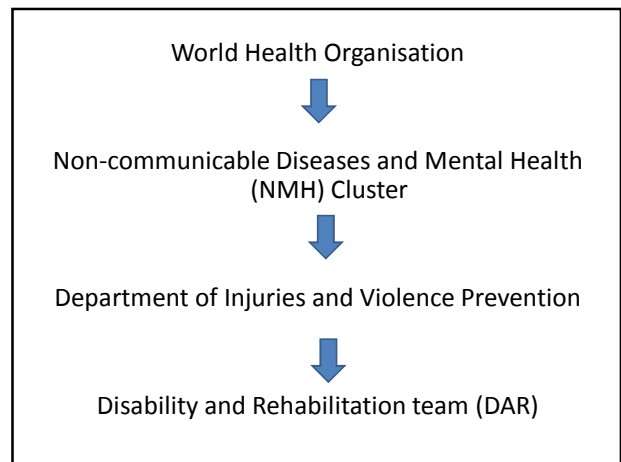 World Health Organisation
Non-communicable Diseases and Mental Health
(NMH) Cluster
Department of Injuries and Violence Prevention
Disability and Rehabilitation team (DAR)